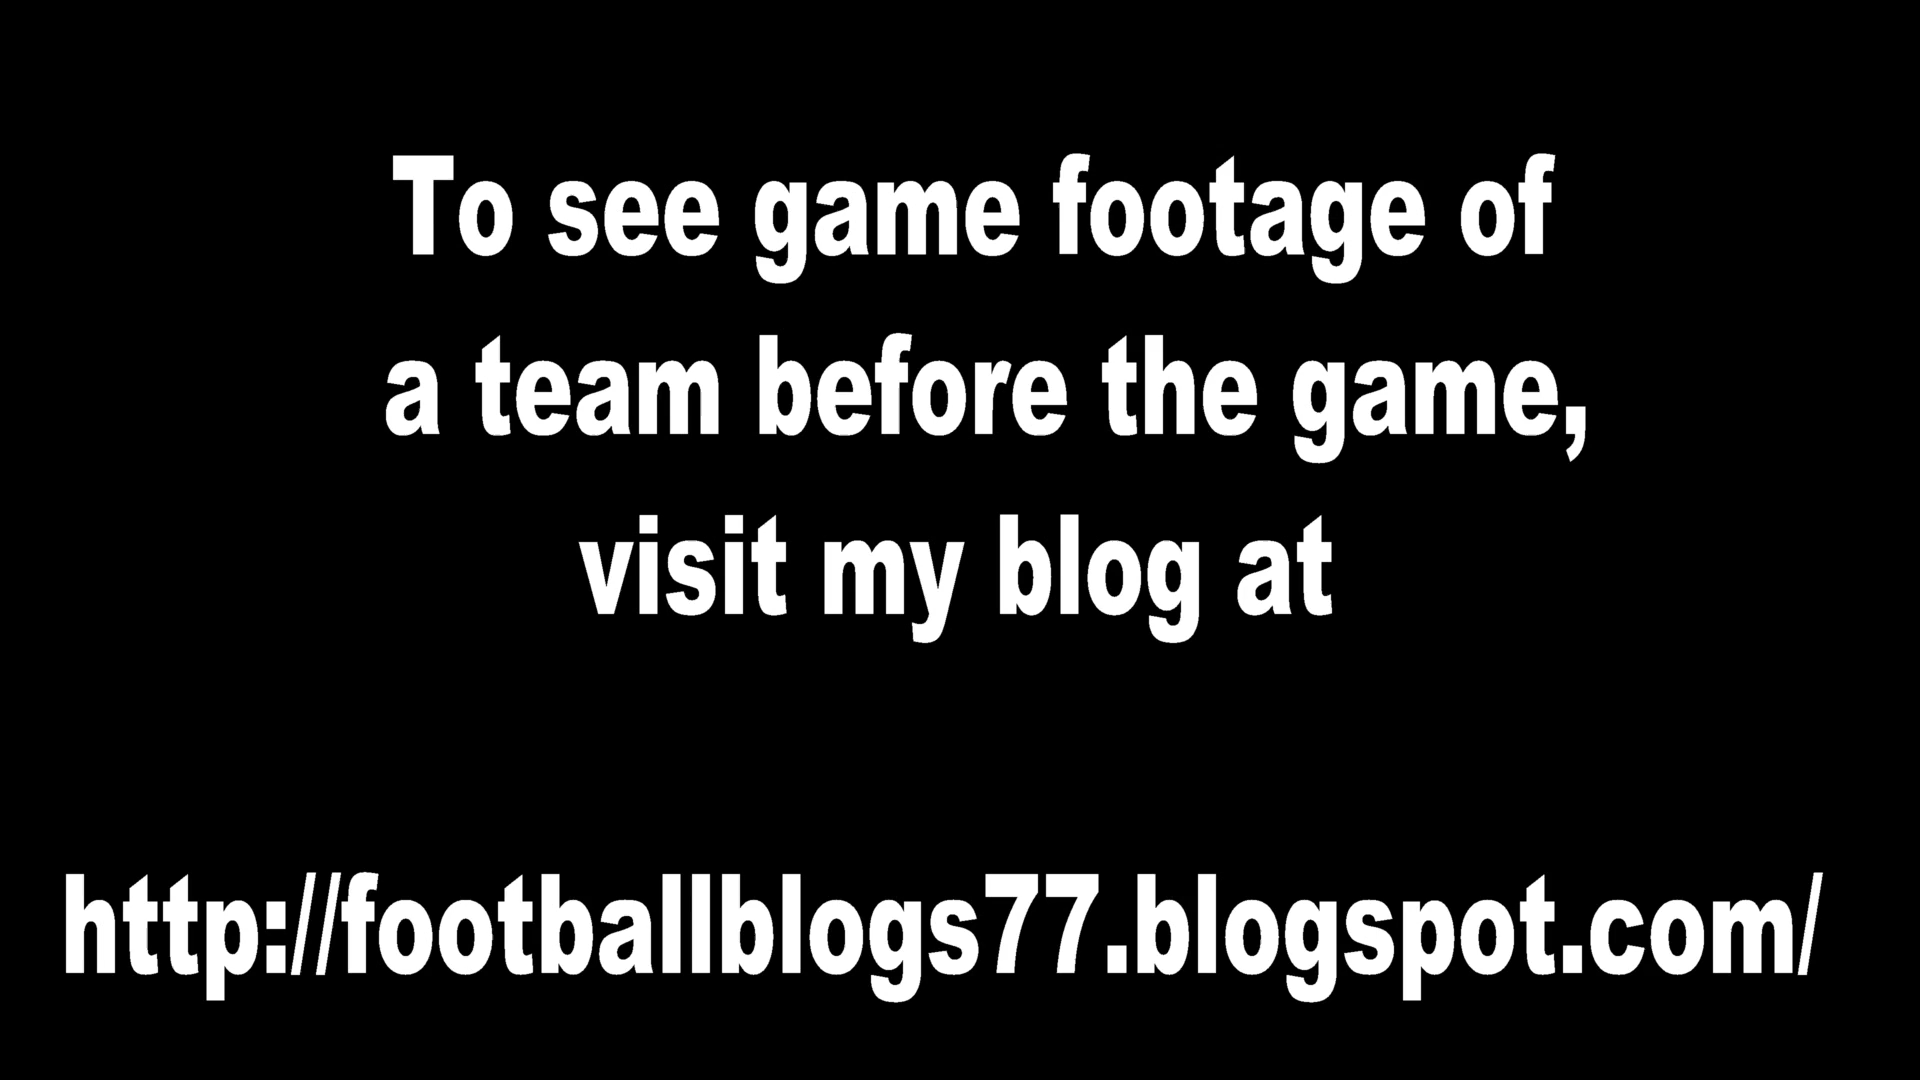 To see game footage of
a team before the game,
visit my blog at
http://footballblogs77.blogspot.com/